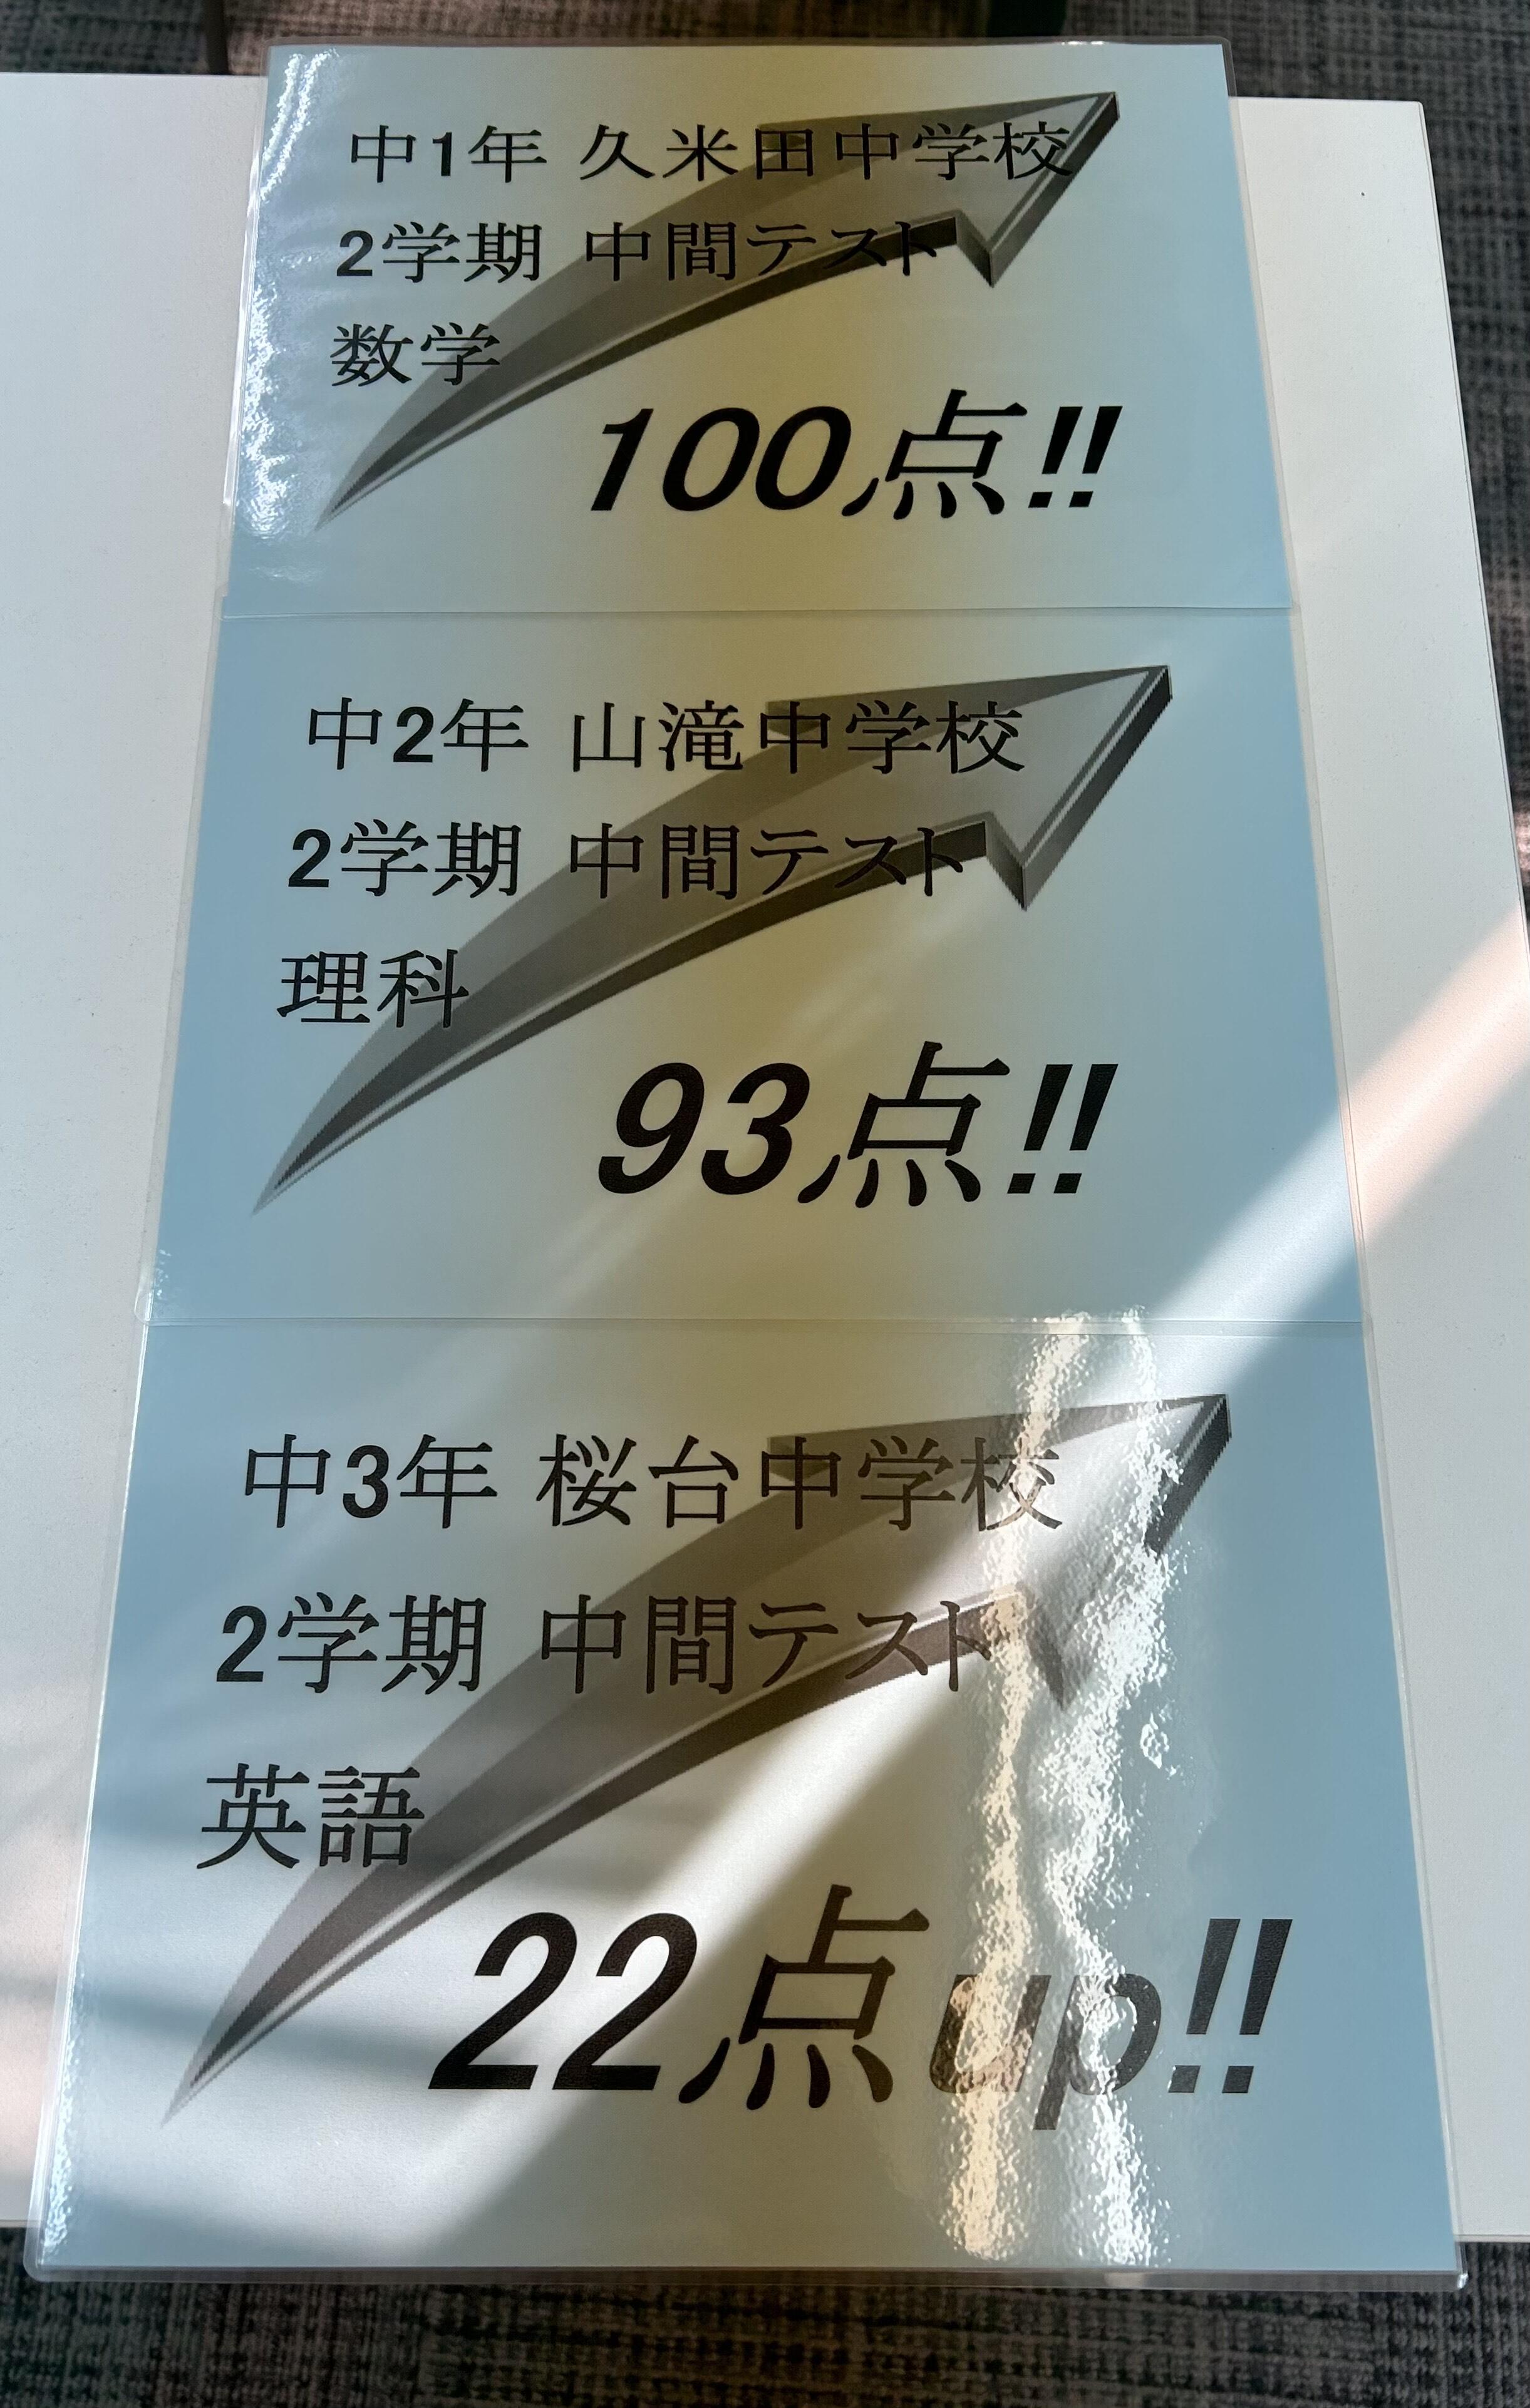 中1年 久米田中学校
2学期 中間テスト
数学
100点!!
中2年 山滝中学校
2学期 中間テスト
理科
93点!!
中3年 桜台中学校
2学期 中間テスト
英語
22点up!!